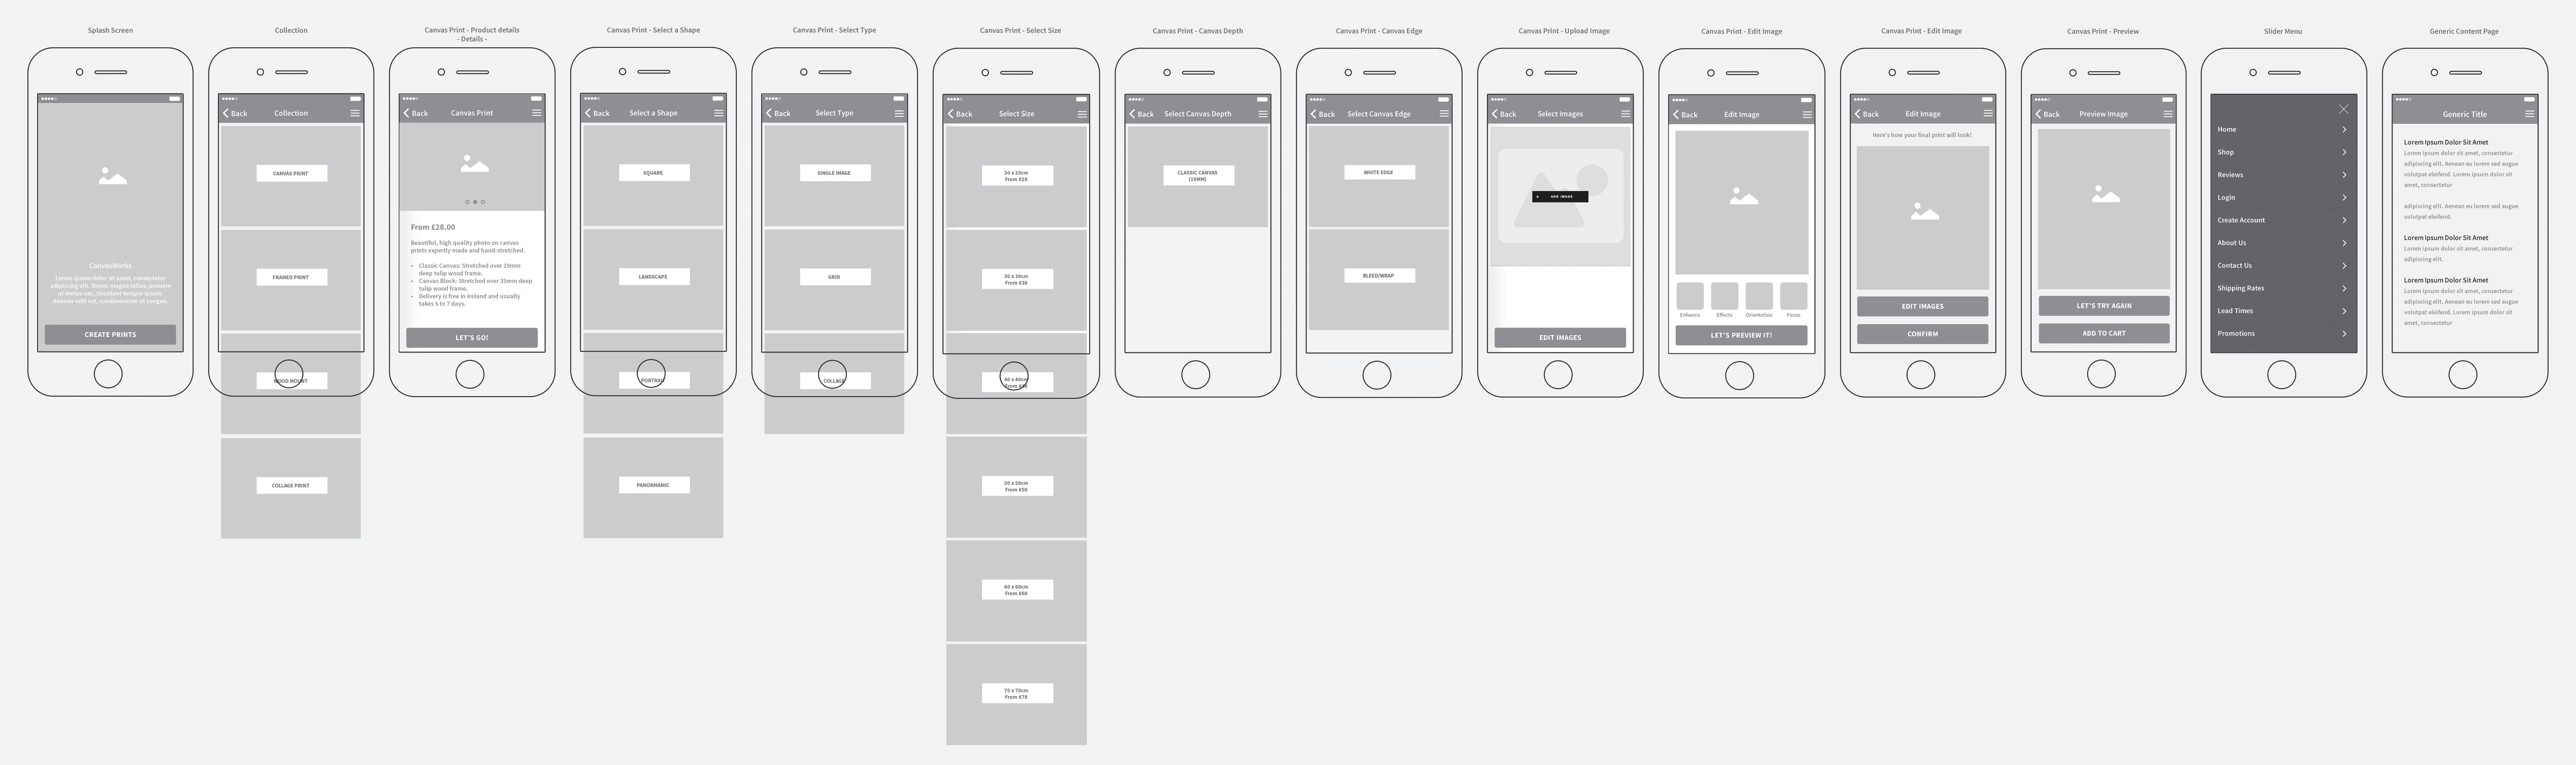 Splash Screen
CanvasWorks
Lorem ipsum dolor sit amet, consectetur
adipiscing elit. Donec magna tellus, posuere
ut metus nec, tincidunt tempor ipsum.
Aenean velit est, condimentum ut congue.
CREATE PRINTS
Collection
Back
Collection
CANVAS PRINT
FRAMED PRINT
WOOD MOUNT
COLLAGE PRINT
Canvas Print - Product details
- Details -
Back
Canvas Print
From £28.00
Beautiful, high quality photo on canvas
prints expertly made and hand-stretched.
• Classic Canvas: Stretched over 19mm
deep tulip wood frame.
• Canvas Block: Stretched over 35mm deep
tulip wood frame.
• Delivery is free in Ireland and usually
takes 5 to 7 days.
LET'S GO!
Canvas Print - Select a Shape
Back
Select a Shape
SQUARE
LANDSCAPE
PORTRAIT
PANORMAMIC
Canvas Print - Select Type
Back
Select Type
SINGLE IMAGE
GRID
COLLAGE
Canvas Print - Select Size
Back
Select Size
20 x 20cm
From €28
30 x 30cm
From €38
40 x 40cm
From
50 x 50cm
From €58
60 x 60cm
From €68
70 x 70cm
From €78
Canvas Print - Canvas Depth
Back
Select Canvas Depth
CLASSIC CANVAS
(19MM)
Canvas Print - Canvas Edge
Back
Select Canvas Edge
WHITE EDGE
BLEED/WRAP
Canvas Print - Upload Image
Back
Select Images
ADD IMAGE
EDIT IMAGES
Canvas Print - Edit Image
Back
Edit Image
Enhance
Effects
Orientation
Focus
LET'S PREVIEW IT!
Canvas Print - Edit Image
Back
Edit Image
Here's how your final print will look!
EDIT IMAGES
CONFIRM
Canvas Print - Preview
Back
Preview Image
LET'S TRY AGAIN
ADD TO CART
Slider Menu
Home
Shop
Reviews
Login
Create Account
About Us
Contact Us
Shipping Rates
Lead Times
Promotions
Generic Content Page
Generic Title
Lorem Ipsum Dolor Sit Amet
Lorem ipsum dolor sit amet, consectetur
adipiscing elit. Aenean eu lorem sed augue
volutpat eleifend. Lorem ipsum dolor sit
amet, consectetur
adipiscing elit. Aenean eu lorem sed augue
volutpat eleifend.
Lorem Ipsum Dolor Sit Amet
Lorem ipsum dolor sit amet, consectetur
adipiscing elit.
Lorem Ipsum Dolor Sit Amet
Lorem ipsum dolor sit amet, consectetur
adipiscing elit. Aenean eu lorem sed augue
volutpat eleifend. Lorem ipsum dolor sit
amet, consectetur